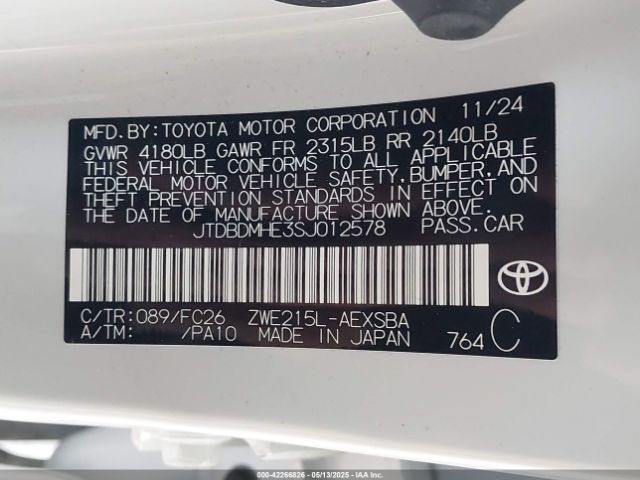 MFD.BY:TOYOTA MOTOR CORPORATION 11/24
GVWR 4180LB GAWR FR 2315LB RR 2140LB
THIS VEHICLE CONFORMS TO ALL APPLICABLE
FEDERAL MOTOR VEHICLE SAFETY,BUMPER,AND
THEFT PREVENTION STANDARDS IN EFFECT ON
THE DATE OF MANUFACTURE SHOWN ABOVE.
JTDBDMHE3SJ012578 PASS.CAR
C/TR:089/FC26 ZWE215L-AEXSBA
A/TM: /PA10 MADE IN JAPAN 764 C
000-42266826 - 05/13/2025 - IAA, Inc.